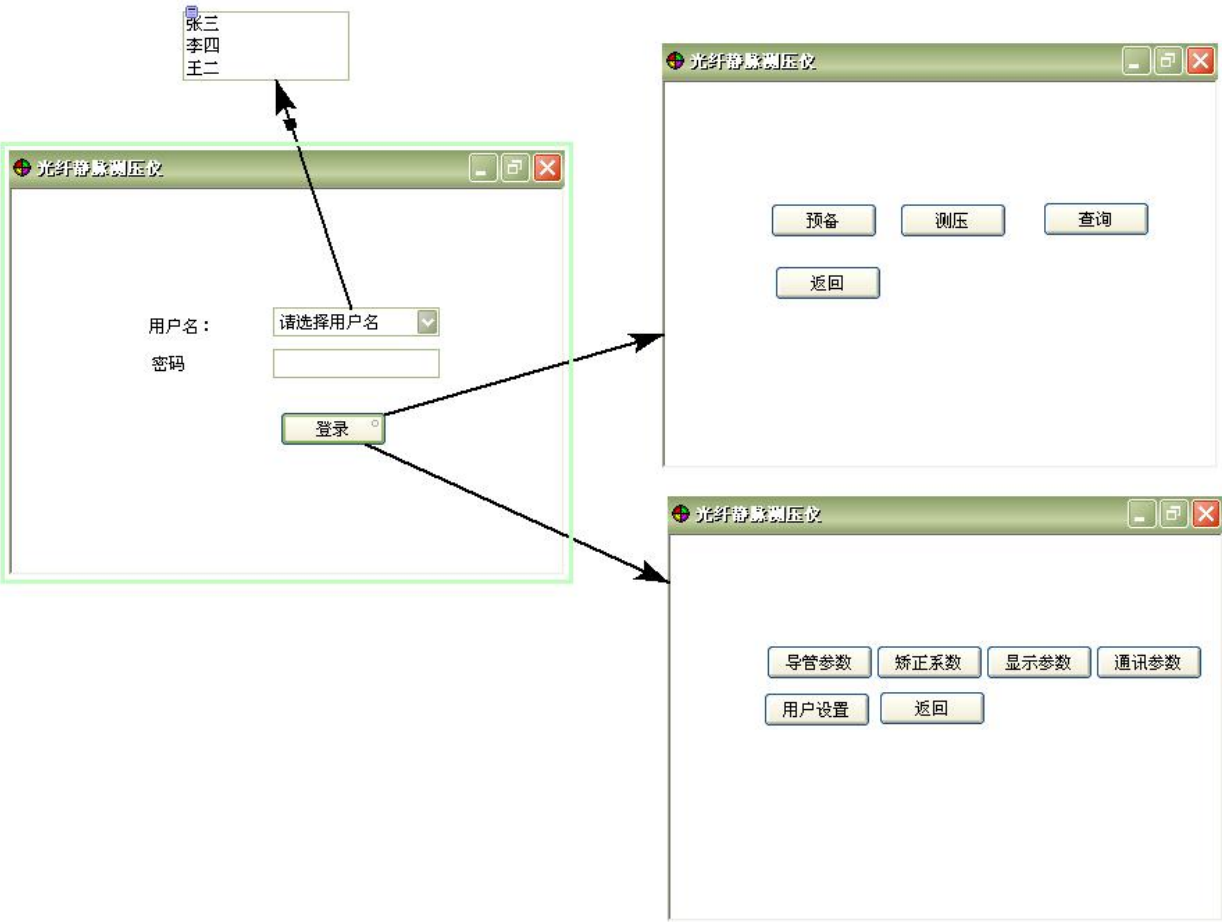 张三
李四
王二
光纤静脉测压仪
用户名：
请选择用户名
密码
登录
光纤静脉测压仪
预备
测压
查询
返回
光纤静脉测压仪
导管参数
矫正系数
显示参数
通讯参数
用户设置
返回